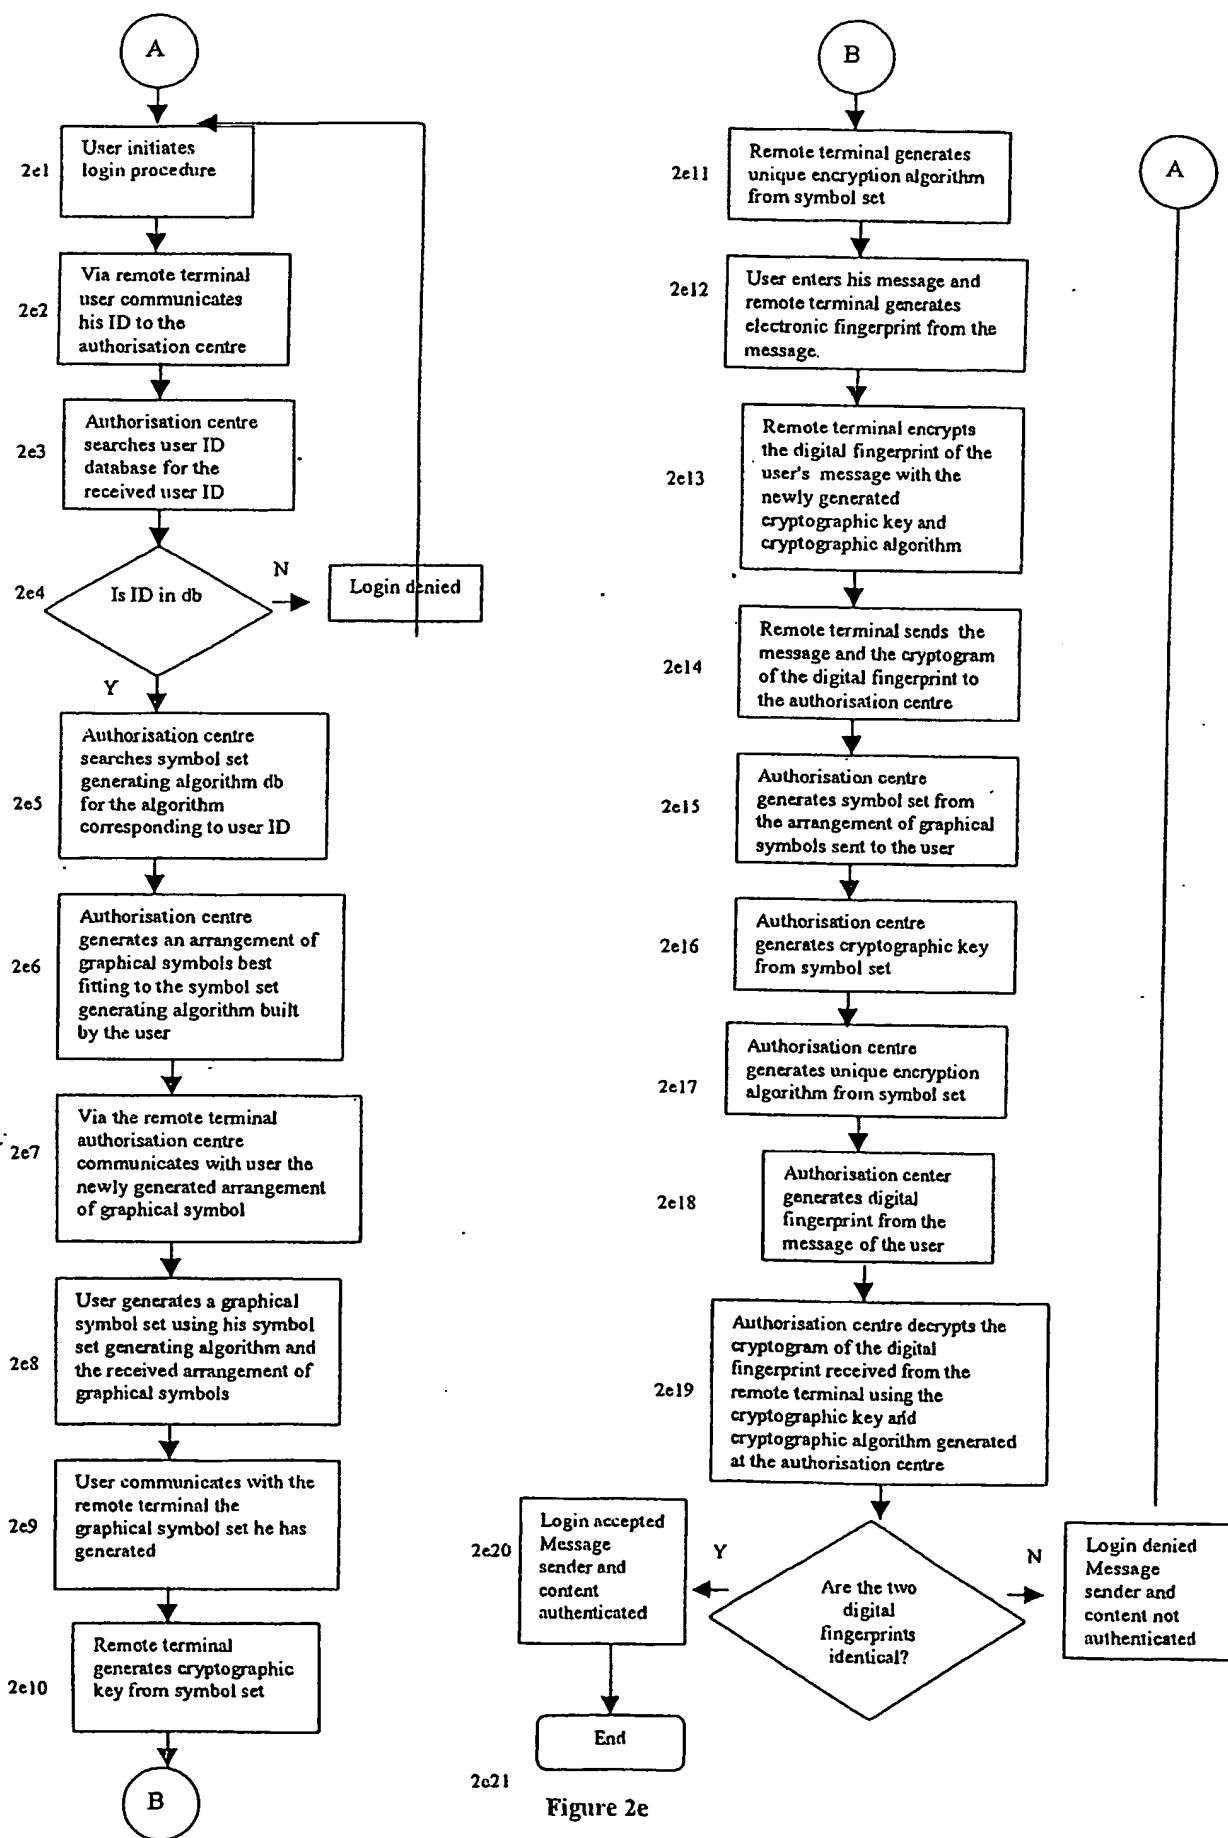 A
2e1
User initiates
login procedure
2e2
Via remote terminal
user communicates
his ID to the
authorisation centre
2e3
Authorisation centre
searches user ID
database for the
received user ID
2e4
Is ID in db
N
Login denied
Y
2e5
Authorisation centre
searches symbol set
generating algorithm db
for the algorithm
corresponding to user ID
2e6
Authorisation centre
generates an arrangement of
graphical symbols best
fitting to the symbol set
generating algorithm built
by the user
2e7
Via the remote terminal
authorisation centre
communicates with user the
newly generated arrangement
of graphical symbol
2e8
User generates a graphical
symbol set using his symbol
set generating algorithm and
the received arrangement of
graphical symbols
2e9
User communicates with the
remote terminal the
graphical symbol set he has
generated
2e10
Remote terminal
generates cryptographic
key from symbol set
B
B
2e11
Remote terminal generates
unique encryption algorithm
from symbol set
2e12
User enters his message and
remote terminal generates
electronic fingerprint from the
message.
2e13
Remote terminal encrypts
the digital fingerprint of the
user's message with the
newly generated
cryptographic key and
cryptographic algorithm
2e14
Remote terminal sends the
message and the cryptogram
of the digital fingerprint to
the authorisation centre
2e15
Authorisation centre
generates symbol set from
the arrangement of graphical
symbols sent to the user
2e16
Authorisation centre
generates cryptographic key
from symbol set
2e17
Authorisation centre
generates unique encryption
algorithm from symbol set
2e18
Authorisation center
generates digital
fingerprint from the
message of the user
2e19
Authorisation centre decrypts the
cryptogram of the digital
fingerprint received from the
remote terminal using the
cryptographic key and
cryptographic algorithm generated
at the authorisation centre
2e20
Login accepted
Message
sender and
content
authenticated
Y
Are the two
digital
fingerprints
identical?
N
Login denied
Message
sender and
content not
authenticated
A
End
2e21
Figure 2e